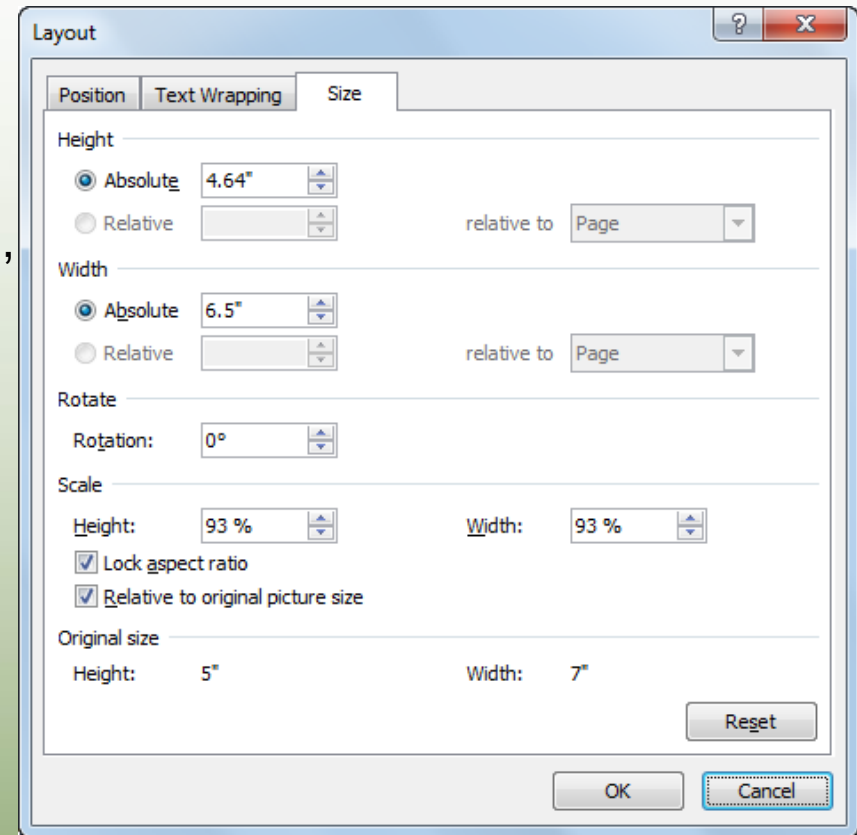 Layout
Position Text Wrapping Size
Height
Absolute 4.64"
Relative relative to Page
,
Width
Absolute 6.5"
Relative relative to Page
Rotate
Rotation: 0°
Scale
Height: 93 % Width: 93 %
Lock aspect ratio
Relative to original picture size
Original size
Height: 5" Width: 7"
Reset
OK Cancel